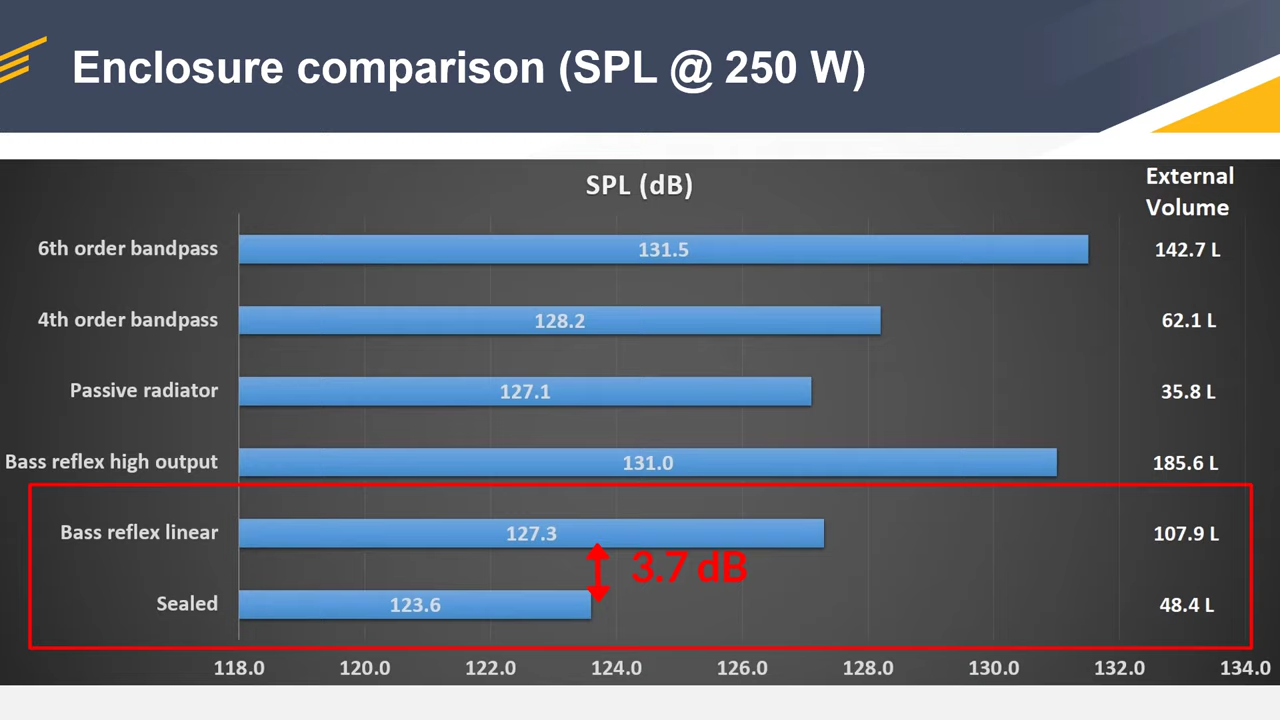 Enclosure comparison (SPL @ 250 W)
SPL (dB)
External
Volume
6th order bandpass 131.5 142.7 L
4th order bandpass 128.2 62.1 L
Passive radiator 127.1 35.8 L
Bass reflex high output 131.0 185.6 L
Bass reflex linear 127.3 107.9 L
3.7 dB
Sealed 123.6 48.4 L
118.0 120.0 122.0 124.0 126.0 128.0 130.0 132.0 134.0